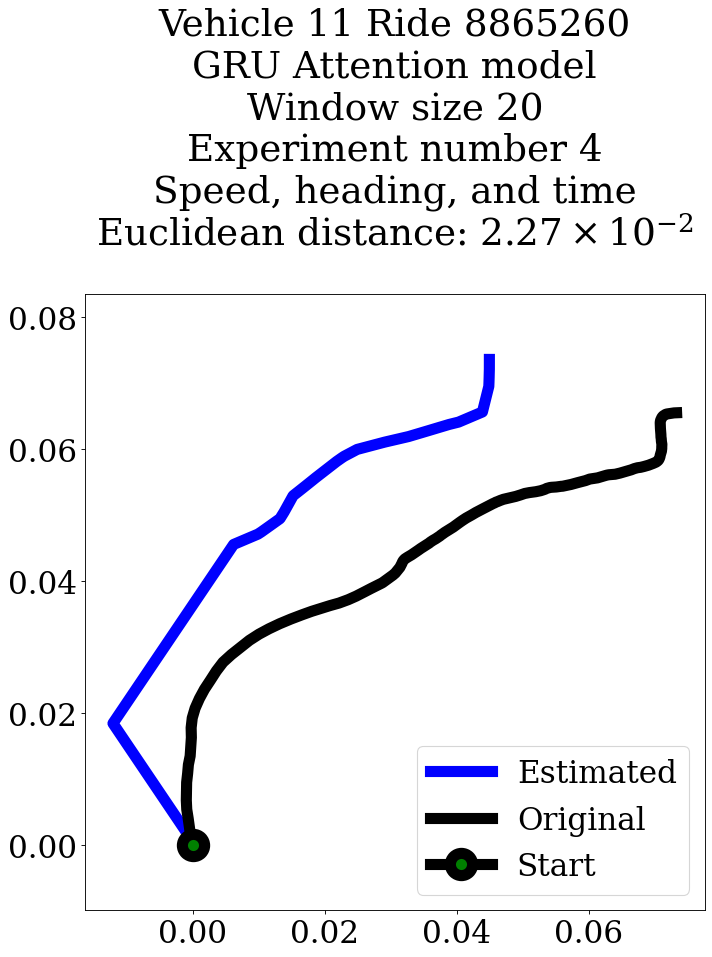 Vehicle 11 Ride 8865260
GRU Attention model
Window size 20
Experiment number 4
Speed, heading, and time
Euclidean distance: 2.27 × 10⁻²
0.08
0.06
0.04
0.02
0.00
Estimated
Original
Start
0.00 0.02 0.04 0.06